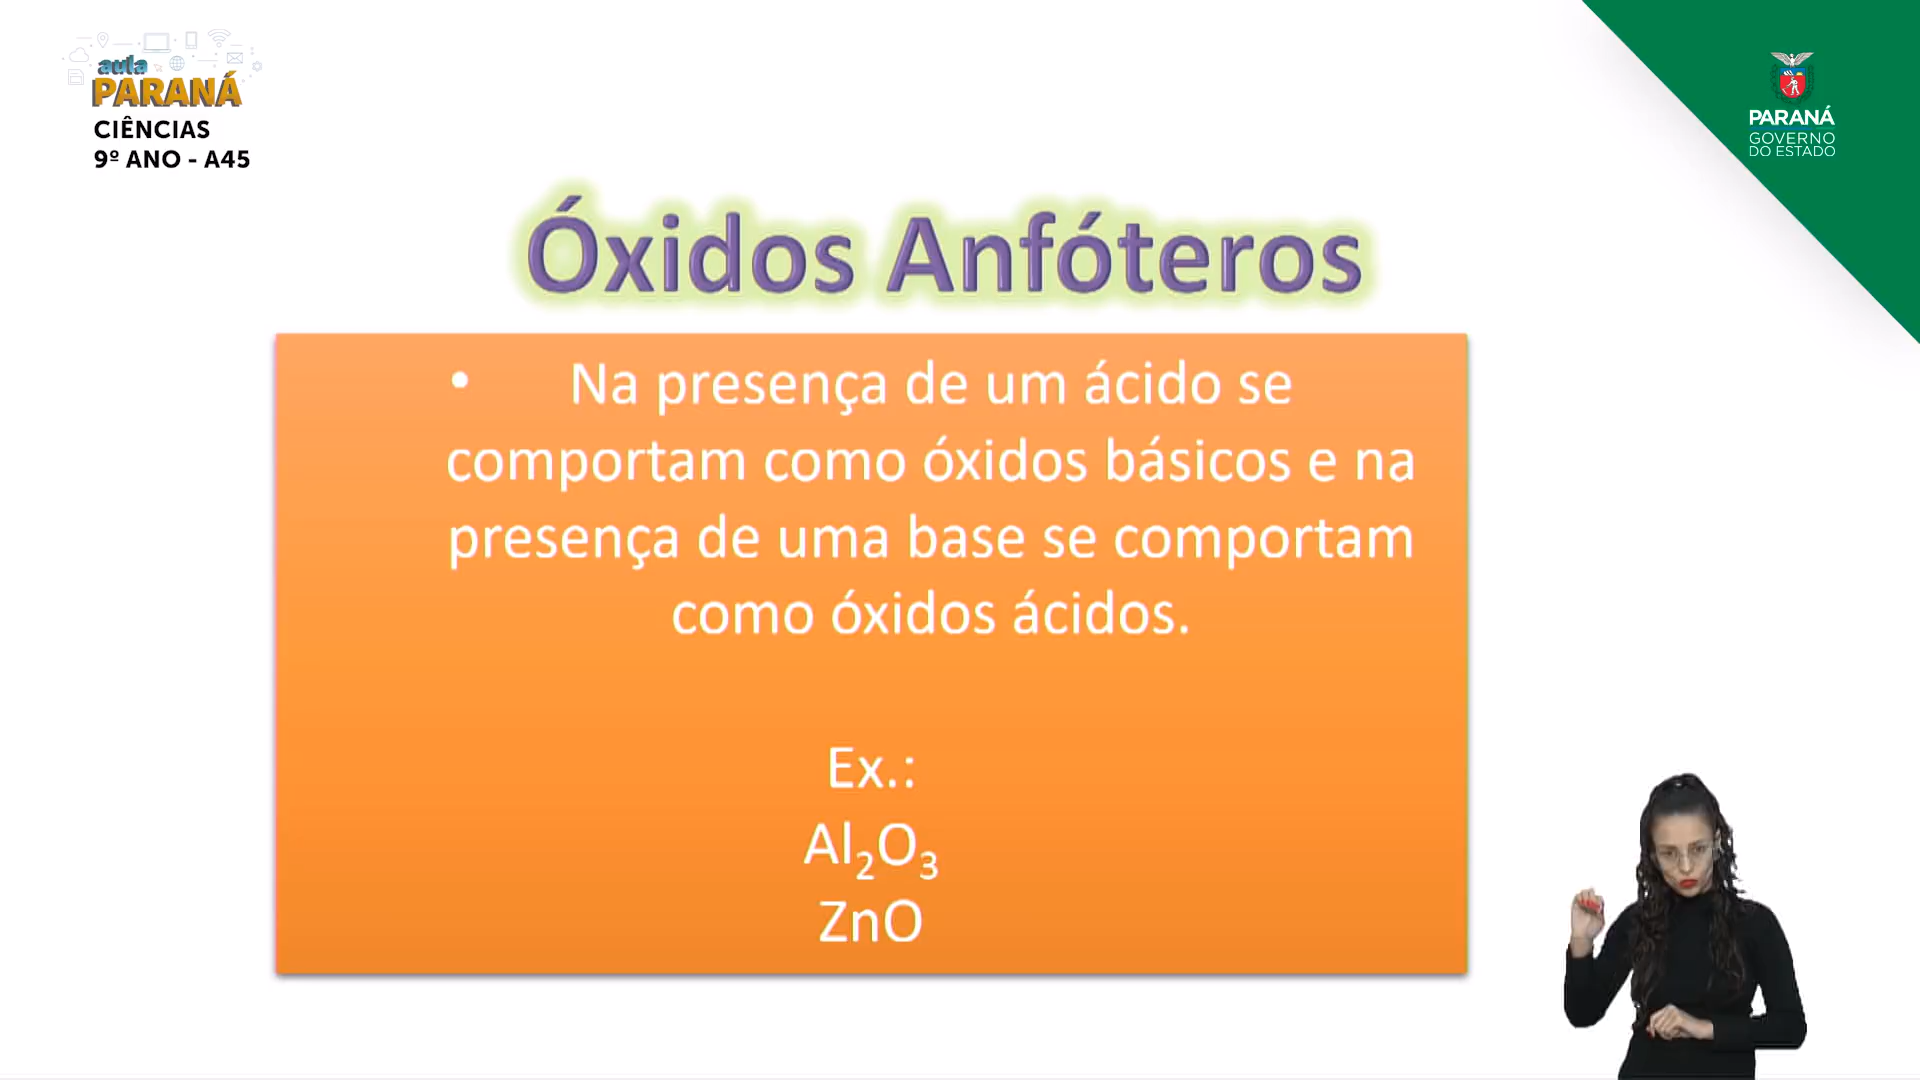 aula
PARANÁ
CIÊNCIAS
9º ANO - A45
PARANÁ
GOVERNO
DO ESTADO
Óxidos Anfóteros
• Na presença de um ácido se
comportam como óxidos básicos e na
presença de uma base se comportam
como óxidos ácidos.
Ex.:
Al₂O₃
ZnO